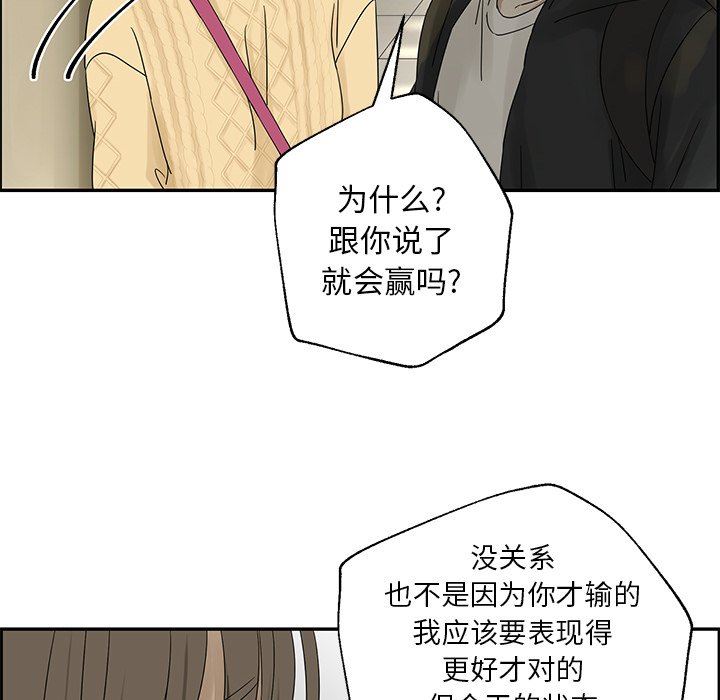 为什么?
跟你说了
就会赢吗?
没关系
也不是因为你才输的
我应该要表现得
更好才对的